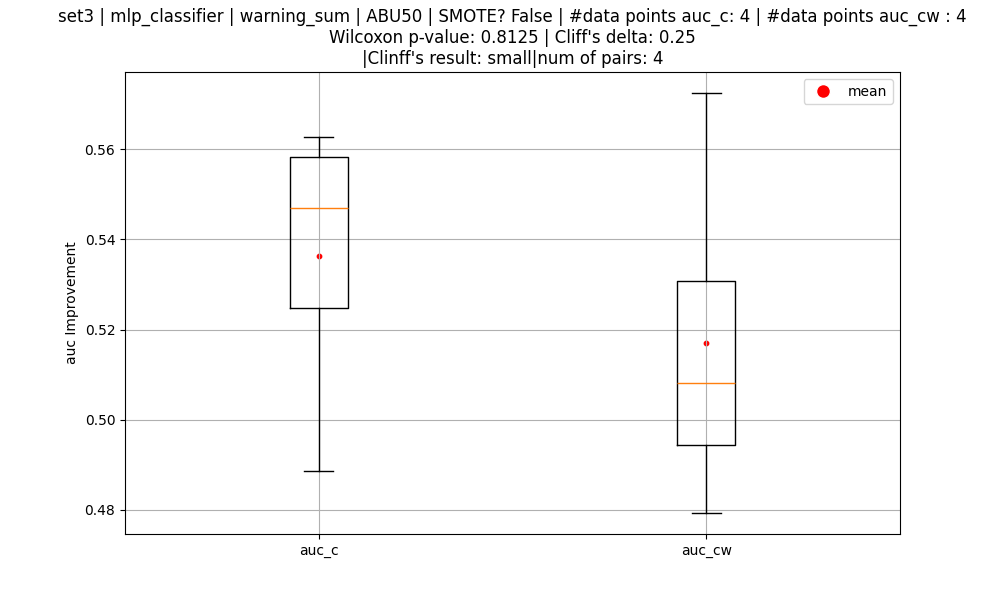 set3 | mlp_classifier | warning_sum | ABU50 | SMOTE? False | #data points auc_c: 4 | #data points auc_cw : 4
Wilcoxon p-value: 0.8125 | Cliff's delta: 0.25
|Clinff's result: small|num of pairs: 4
mean
0.56
0.54
0.52
0.50
0.48
auc Improvement
auc_c
auc_cw